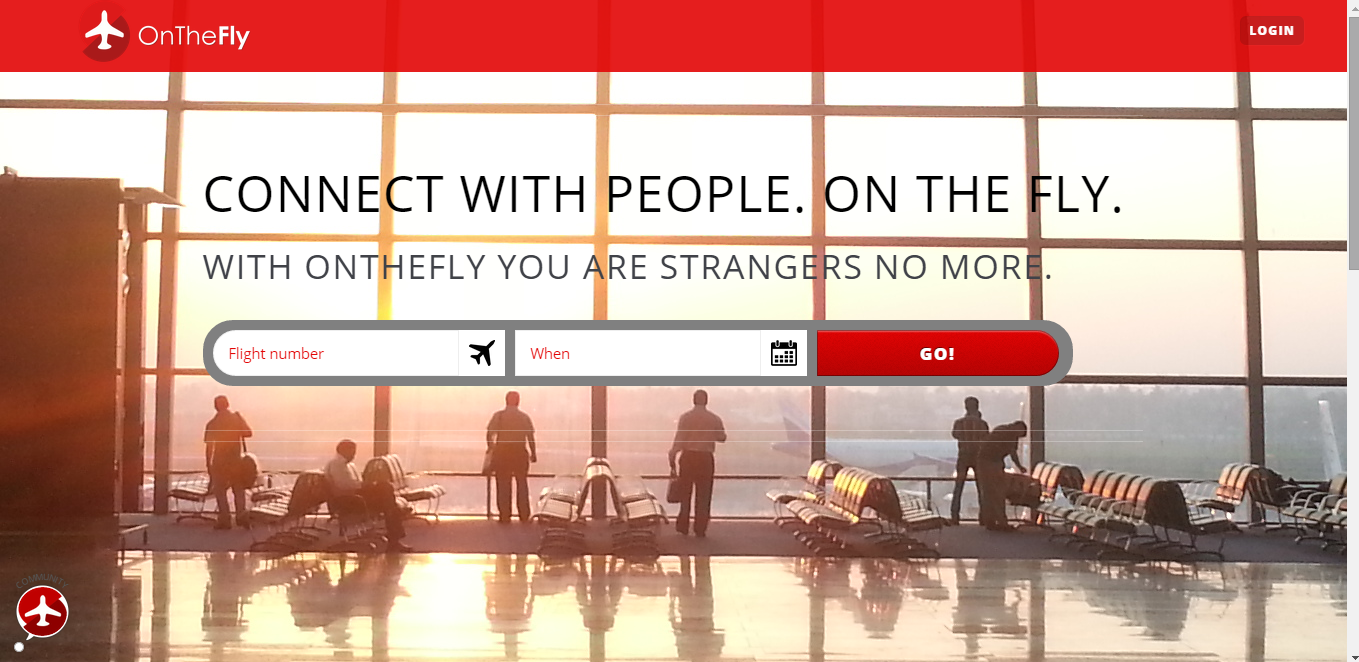 OnTheFly
LOGIN
CONNECT WITH PEOPLE. ON THE FLY.
WITH ONTHEFLY YOU ARE STRANGERS NO MORE.
Flight number
When
GO!
COMMUNITY